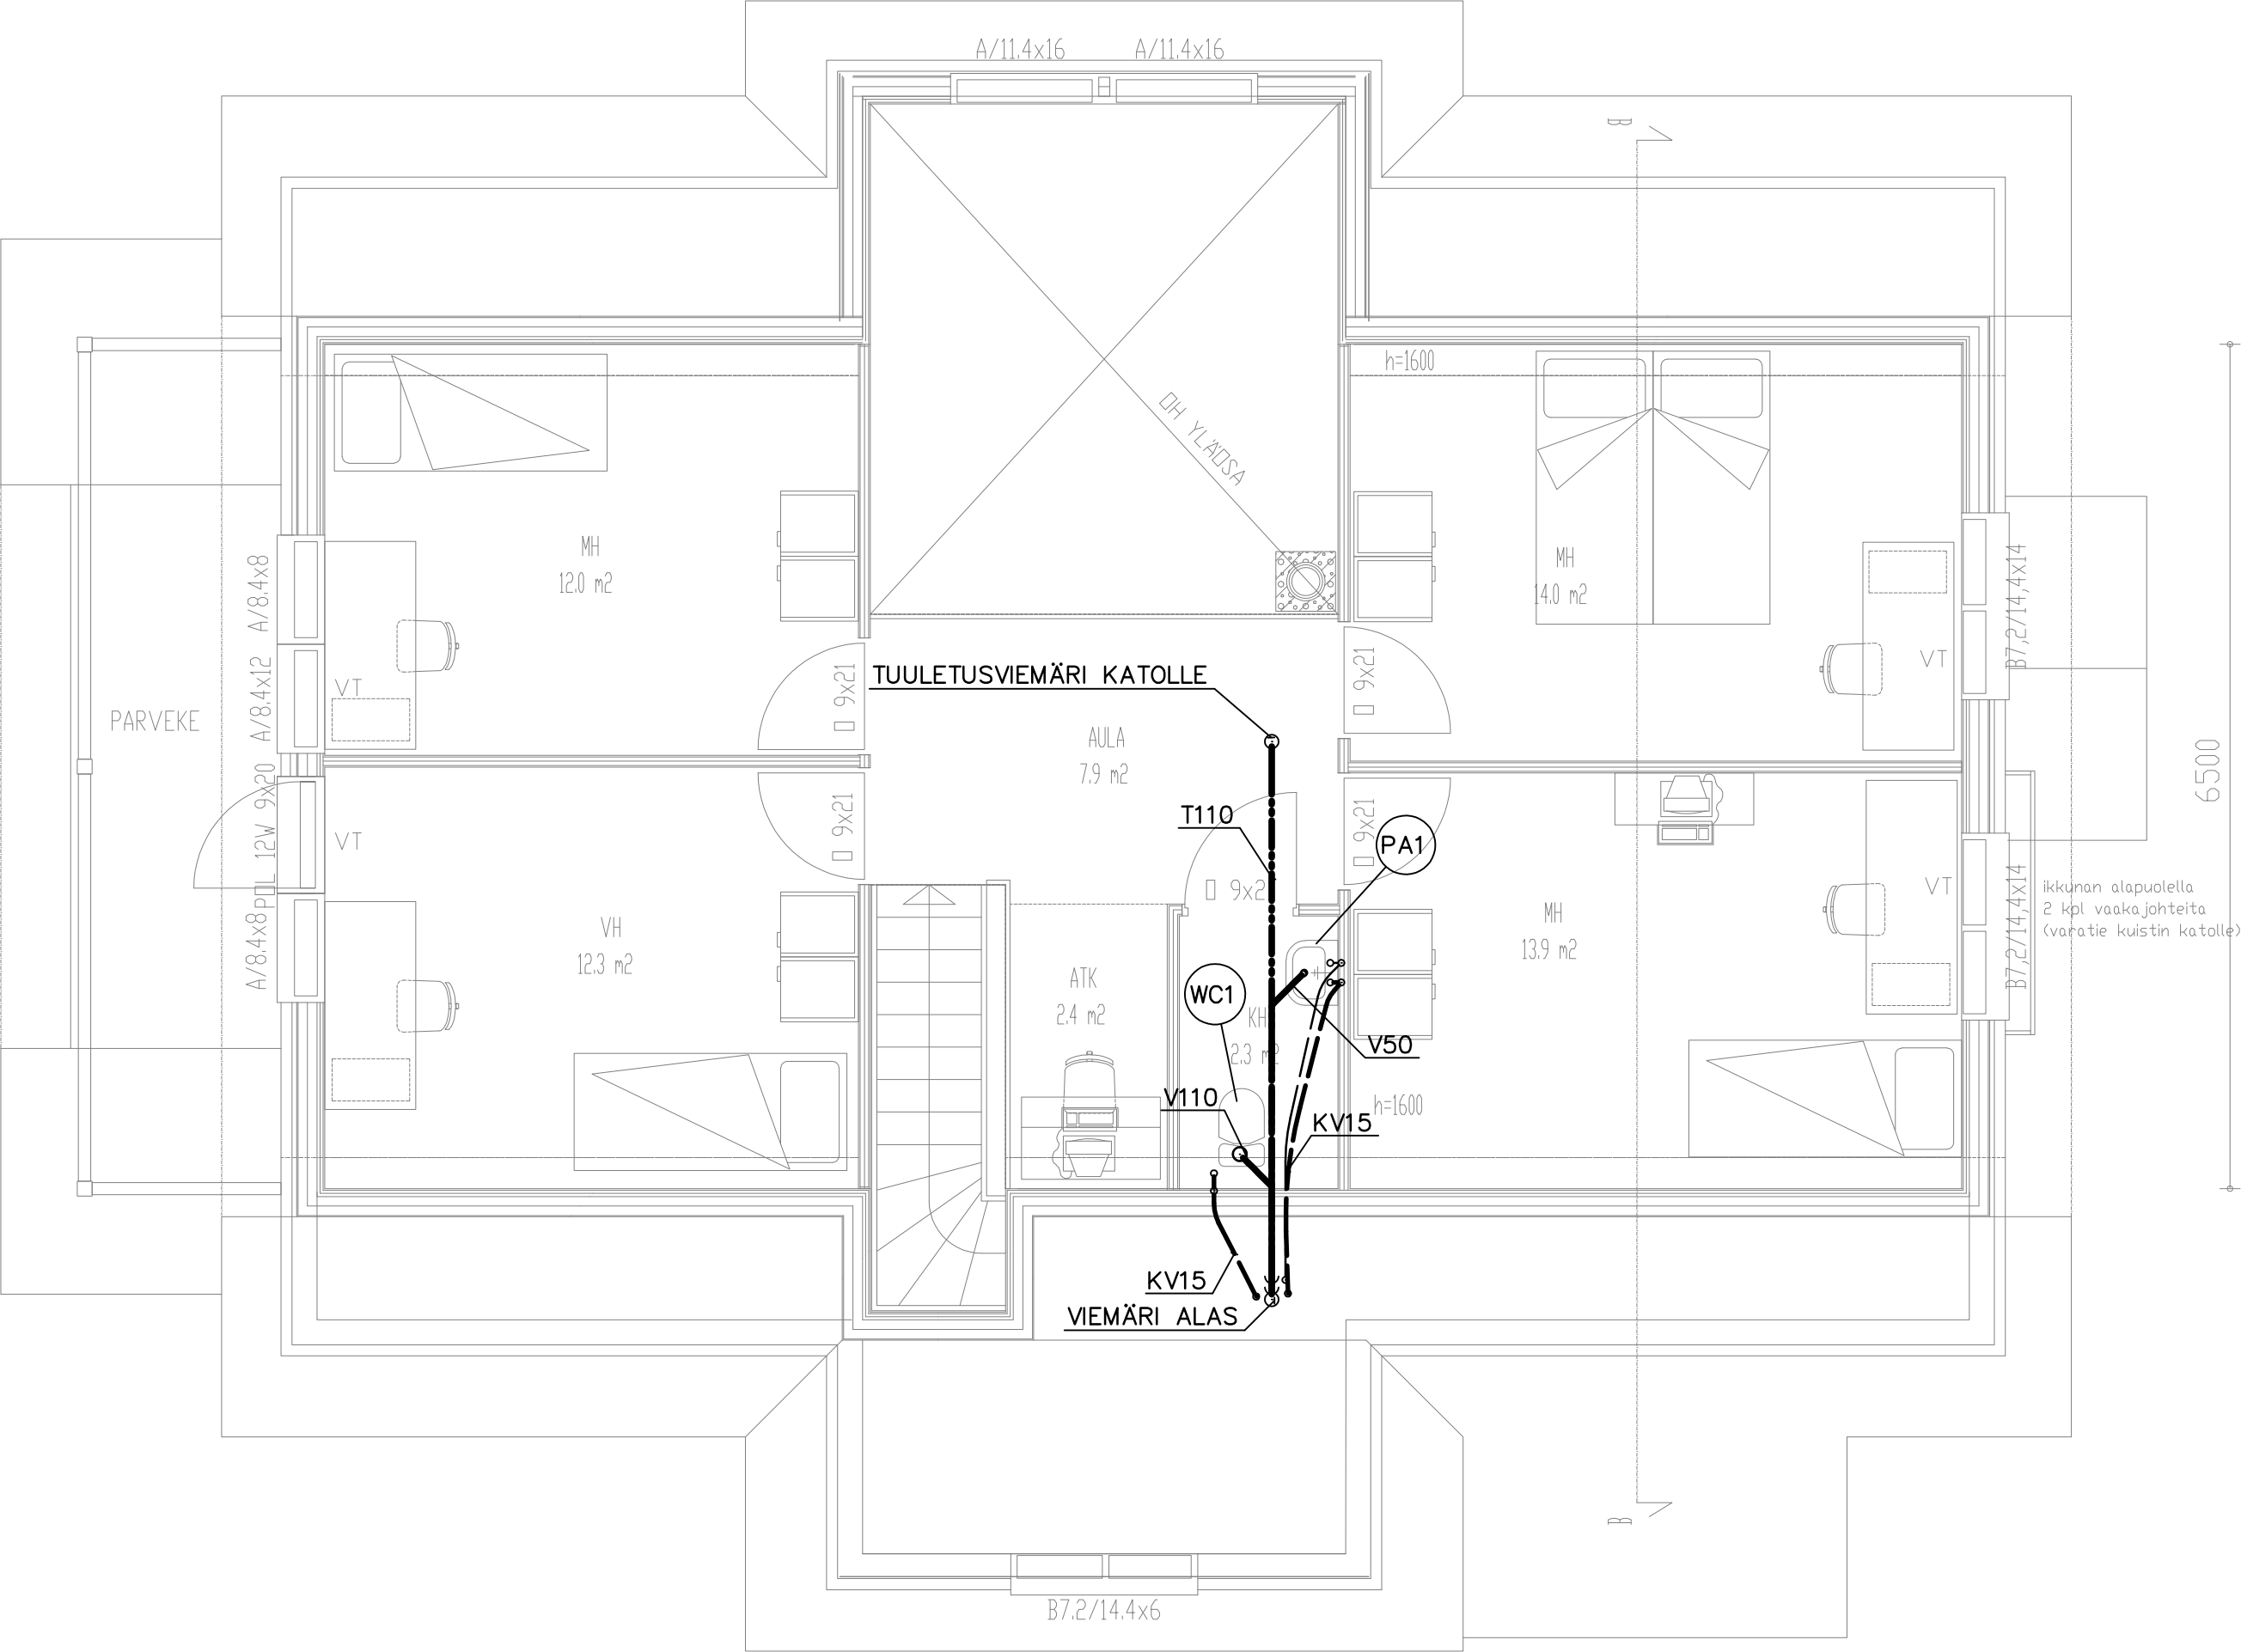 A/11.4x16
A/11.4x16
B
h=1600
OH YLÄOSA
MH
12.0 m2
MH
14.0 m2
A/8.4x8
B7,2/14,4x14
9x21
9x21
VT
VT
TUULETUSVIEMÄRI KATOLLE
A/8.4x12
PARVEKE
AULA
7.9 m2
6500
pol 12W 9x20
T110
9x21
9x21
PA1
VT
9x2
VT
ikkunan alapuolella
2 kpl vaakajohteita
(varatie kuistin katolle)
A/8.4x8
VH
12.3 m2
MH
13.9 m2
B7,2/14,4x14
ATK
2.4 m2
WC1
KH
2.3 m2
V50
V110
h=1600
KV15
KV15
VIEMÄRI ALAS
B
B7.2/14.4x6